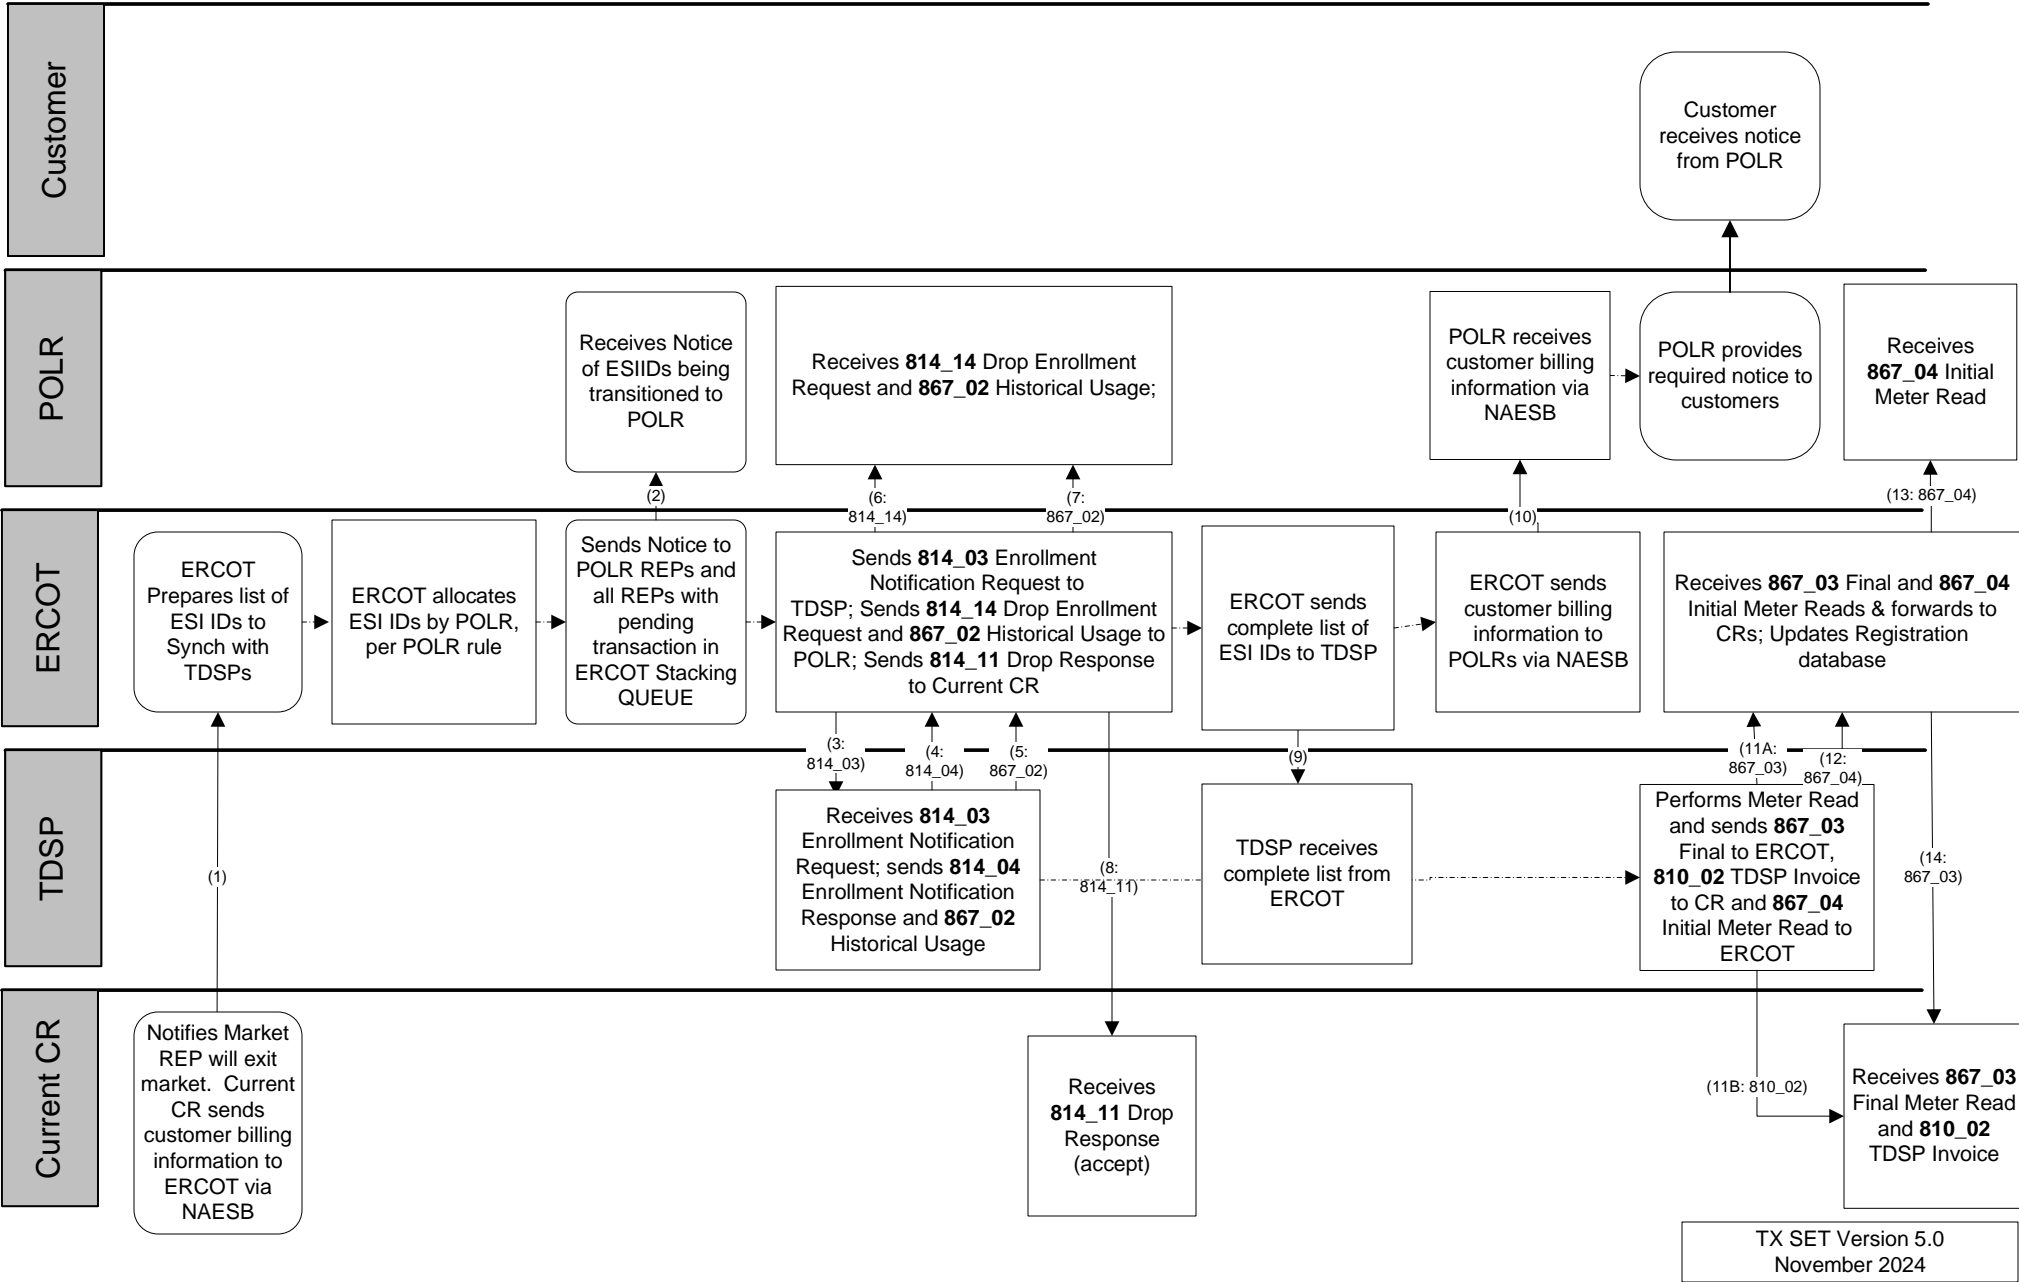 Customer
Customer
receives notice
from POLR
POLR
Receives Notice
of ESIIDs being
transitioned to
POLR
Receives 814_14 Drop Enrollment
Request and 867_02 Historical Usage;
POLR receives
customer billing
information via
NAESB
POLR provides
required notice to
customers
Receives
867_04 Initial
Meter Read
(2)
(6:
814_14)
(7:
867_02)
(10)
(13: 867_04)
ERCOT
ERCOT
Prepares list of
ESI IDs to
Synch with
TDSPs
ERCOT allocates
ESI IDs by POLR,
per POLR rule
Sends Notice to
POLR REPs and
all REPs with
pending
transaction in
ERCOT Stacking
QUEUE
Sends 814_03 Enrollment
Notification Request to
TDSP; Sends 814_14 Drop Enrollment
Request and 867_02 Historical Usage to
POLR; Sends 814_11 Drop Response
to Current CR
ERCOT sends
complete list of
ESI IDs to TDSP
ERCOT sends
customer billing
information to
POLRs via NAESB
Receives 867_03 Final and 867_04
Initial Meter Reads & forwards to
CRs; Updates Registration
database
(3:
814_03)
(4:
814_04)
(5:
867_02)
(9)
(11A:
867_03)
(12:
867_04)
TDSP
(1)
Receives 814_03
Enrollment Notification
Request; sends 814_04
Enrollment Notification
Response and 867_02
Historical Usage
(8:
814_11)
TDSP receives
complete list from
ERCOT
Performs Meter Read
and sends 867_03
Final to ERCOT,
810_02 TDSP Invoice
to CR and 867_04
Initial Meter Read to
ERCOT
(14:
867_03)
Current CR
Notifies Market
REP will exit
market.  Current
CR sends
customer billing
information to
ERCOT via
NAESB
Receives
814_11 Drop
Response
(accept)
(11B: 810_02)
Receives 867_03
Final Meter Read
and 810_02
TDSP Invoice
TX SET Version 5.0
November 2024